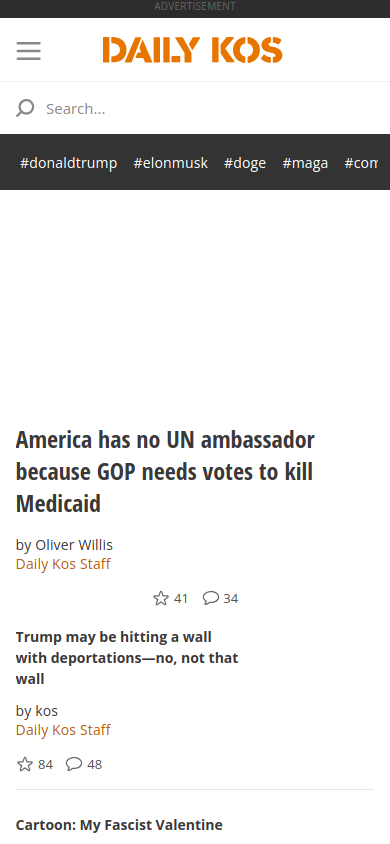 ADVERTISEMENT
DAILY KOS
Search...
#donaldtrump #elonmusk #doge #maga #com
America has no UN ambassador
because GOP needs votes to kill
Medicaid
by Oliver Willis
Daily Kos Staff
41 34
Trump may be hitting a wall
with deportations—no, not that
wall
by kos
Daily Kos Staff
84 48
Cartoon: My Fascist Valentine